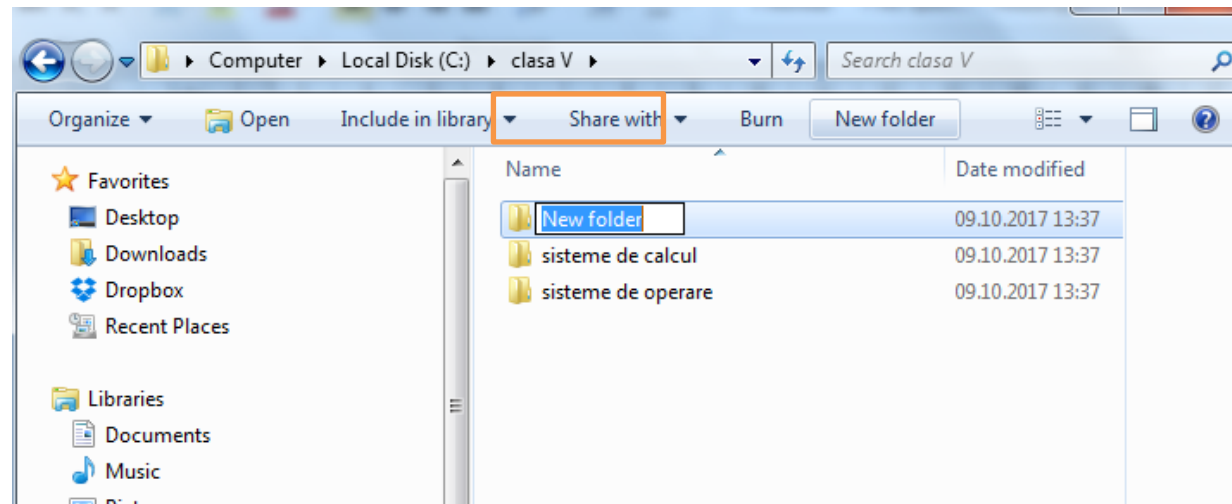 Computer Local Disk (C:) clasa V Search clasa V
Organize Open Include in library Share with Burn New folder
Favorites
Desktop
Downloads
Dropbox
Recent Places
Libraries
Documents
Music
Name Date modified
New folder 09.10.2017 13:37
sisteme de calcul 09.10.2017 13:37
sisteme de operare 09.10.2017 13:37